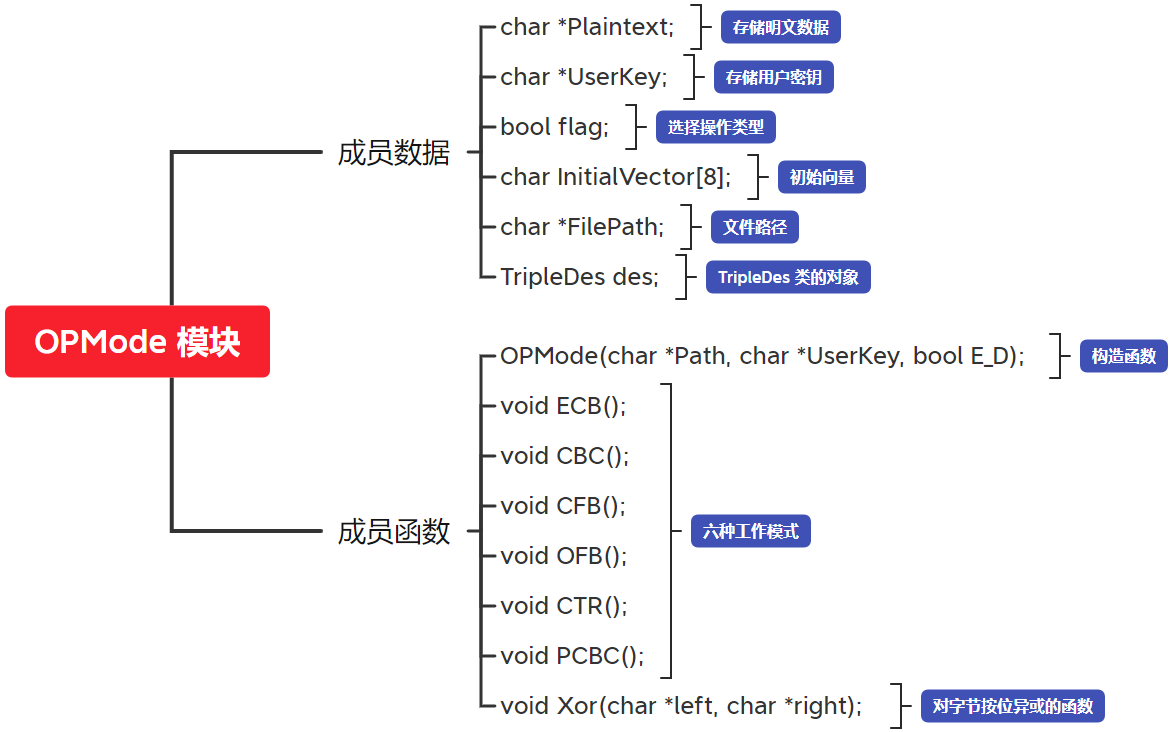 OPMode 模块
成员数据
char *Plaintext;
存储明文数据
char *UserKey;
存储用户密钥
bool flag;
选择操作类型
char InitialVector[8];
初始向量
char *FilePath;
文件路径
TripleDes des;
TripleDes 类的对象
成员函数
OPMode(char *Path, char *UserKey, bool E_D);
构造函数
void ECB();
void CBC();
void CFB();
void OFB();
void CTR();
void PCBC();
六种工作模式
void Xor(char *left, char *right);
对字节按位异或的函数